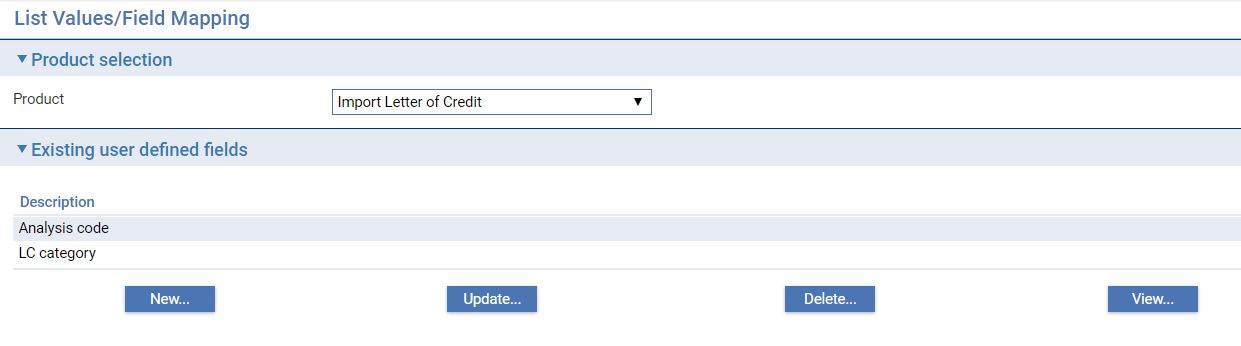 List Values/Field Mapping
Product selection
Product
Import Letter of Credit
Existing user defined fields
Description
Analysis code
LC category
New... Update... Delete... View...